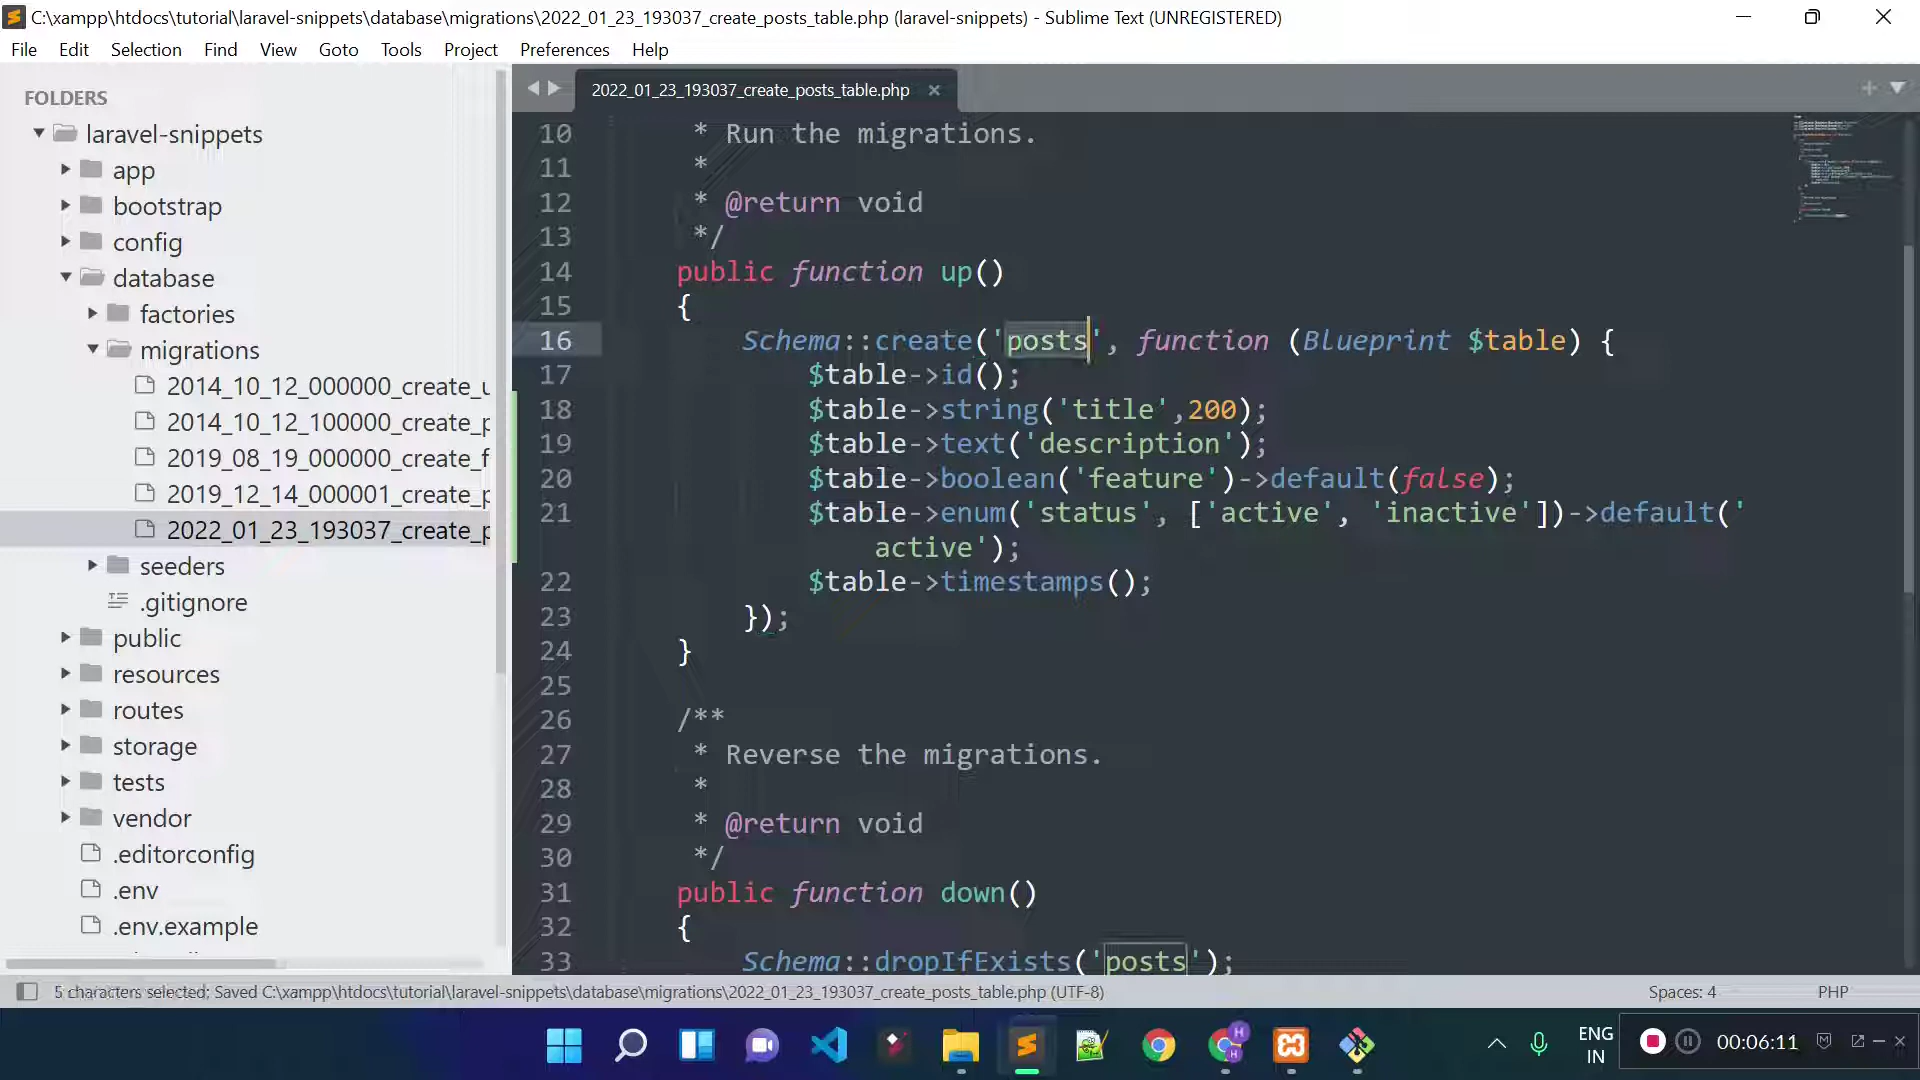 C:\xampp\htdocs\tutorial\laravel-snippets\database\migrations\2022_01_23_193037_create_posts_table.php (laravel-snippets) - Sublime Text (UNREGISTERED)
File Edit Selection Find View Goto Tools Project Preferences Help
FOLDERS
laravel-snippets
app
bootstrap
config
database
factories
migrations
2014_10_12_000000_create_u
2014_10_12_100000_create_p
2019_08_19_000000_create_f
2019_12_14_000001_create_p
2022_01_23_193037_create_p
seeders
.gitignore
public
resources
routes
storage
tests
vendor
.editorconfig
.env
.env.example
2022_01_23_193037_create_posts_table.php
10 * Run the migrations.
11 *
12 * @return void
13 */
14 public function up()
15 {
16 Schema::create('posts', function (Blueprint $table) {
17 $table->id();
18 $table->string('title',200);
19 $table->text('description');
20 $table->boolean('feature')->default(false);
21 $table->enum('status', ['active', 'inactive'])->default('
active');
22 $table->timestamps();
23 });
24 }
25
26 /**
27 * Reverse the migrations.
28 *
29 * @return void
30 */
31 public function down()
32 {
33 Schema::dropIfExists('posts');
5 characters selected; Saved C:\xampp\htdocs\tutorial\laravel-snippets\database\migrations\2022_01_23_193037_create_posts_table.php (UTF-8)
Spaces: 4 PHP
ENG
IN
00:06:11